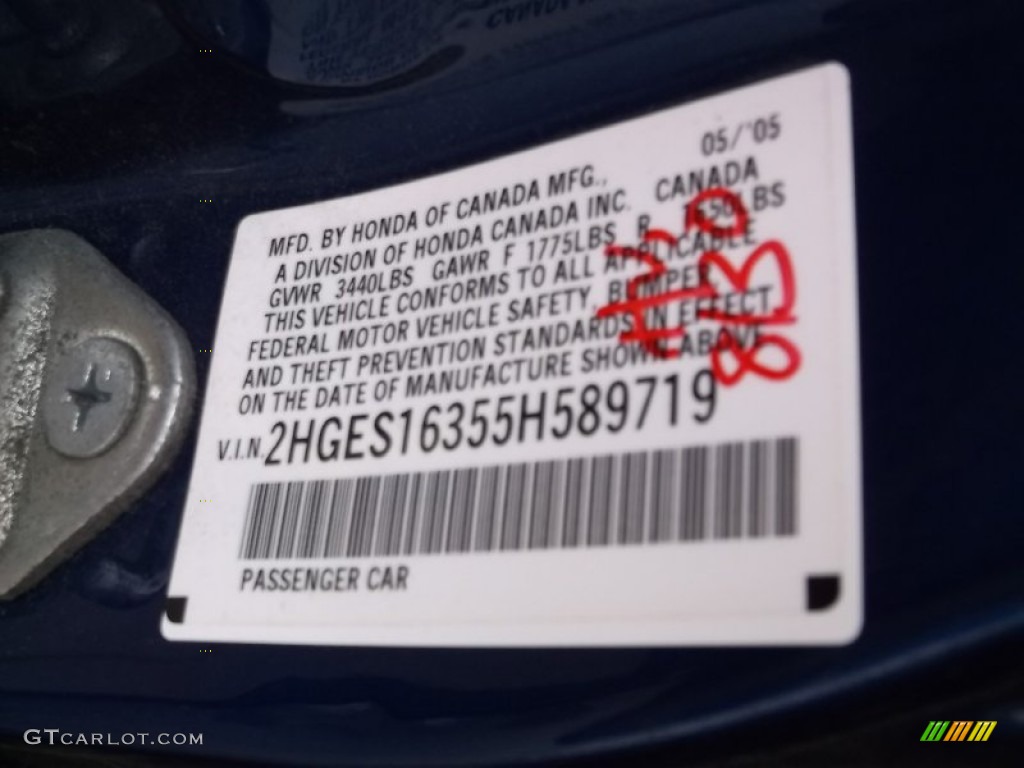 05/'05
MFD. BY HONDA OF CANADA MFG.,
A DIVISION OF HONDA CANADA INC. CANADA
GVWR 3440LBS GAWR F 1775LBS R 1650LBS
THIS VEHICLE CONFORMS TO ALL APPLICABLE
FEDERAL MOTOR VEHICLE SAFETY, BUMPER
AND THEFT PREVENTION STANDARDS IN EFFECT
ON THE DATE OF MANUFACTURE SHOWN ABOVE
V.I.N. 2HGES16355H589719
PASSENGER CAR
GTCARLOT.COM